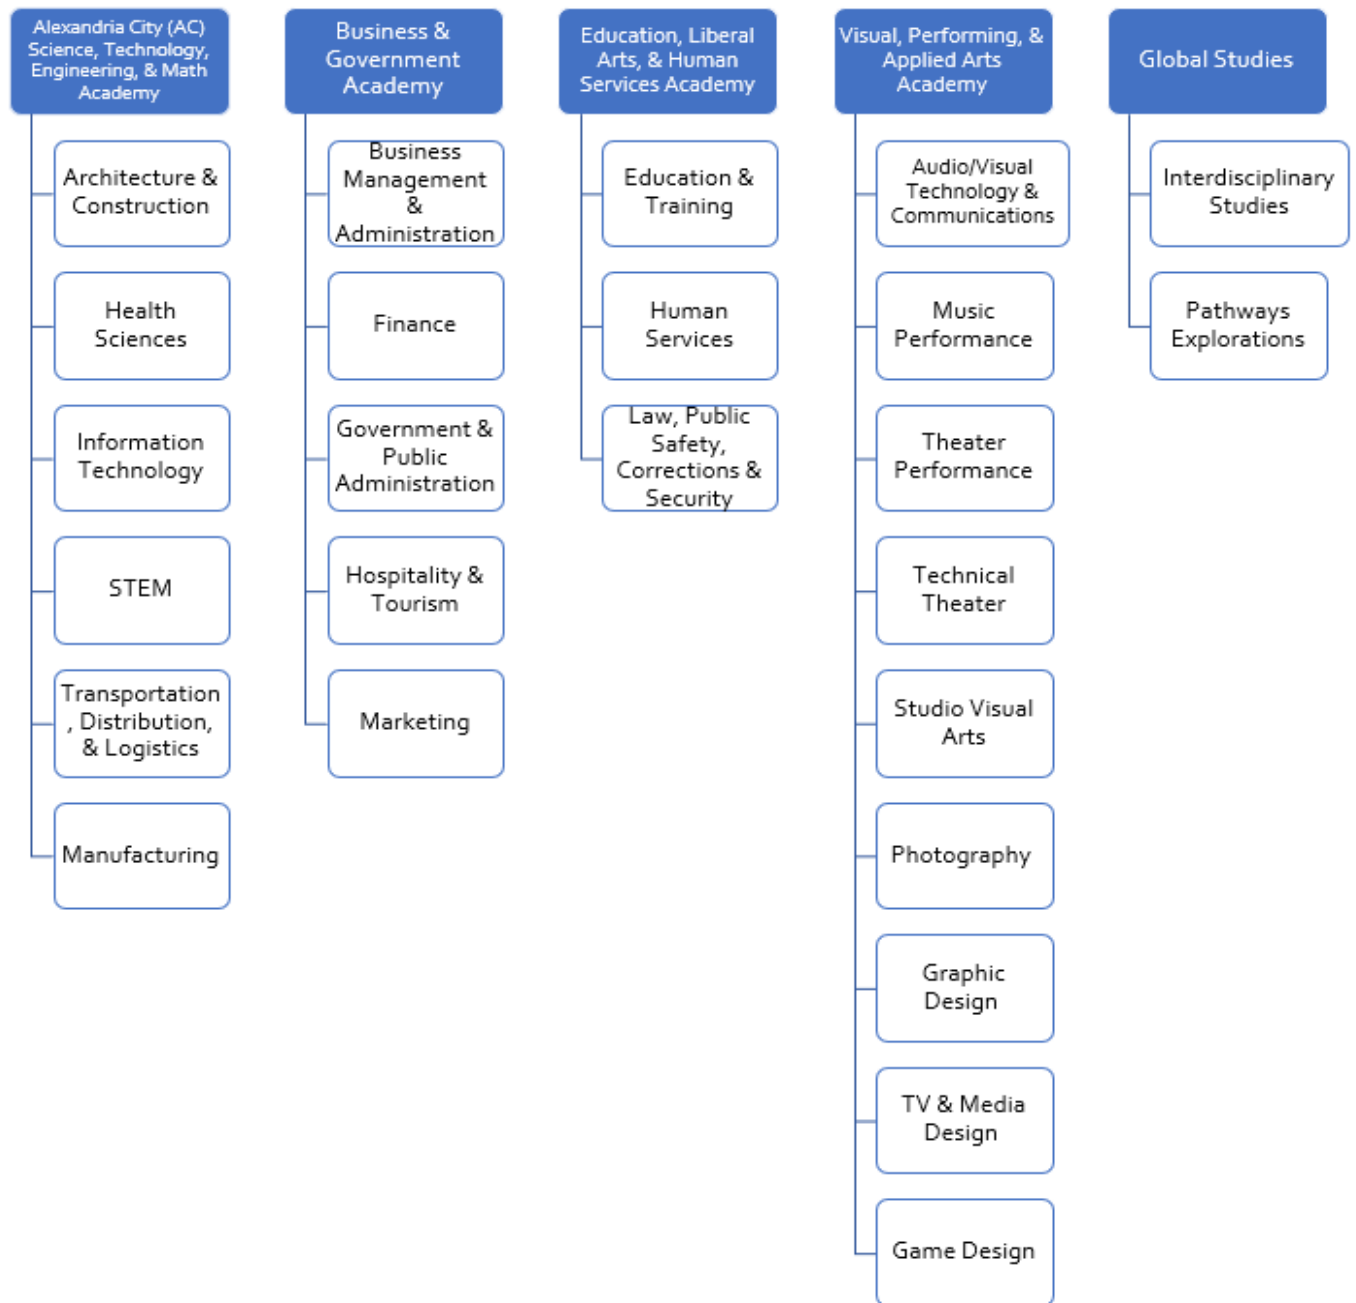 Alexandria City (AC)
Science, Technology,
Engineering, & Math
Academy
Architecture &
Construction
Health
Sciences
Information
Technology
STEM
Transportation
, Distribution,
& Logistics
Manufacturing
Business &
Government
Academy
Business
Management
&
Administration
Finance
Government &
Public
Administration
Hospitality &
Tourism
Marketing
Education, Liberal
Arts, & Human
Services Academy
Education &
Training
Human
Services
Law, Public
Safety,
Corrections &
Security
Visual, Performing, &
Applied Arts
Academy
Audio/Visual
Technology &
Communications
Music
Performance
Theater
Performance
Technical
Theater
Studio Visual
Arts
Photography
Graphic
Design
TV & Media
Design
Game Design
Global Studies
Interdisciplinary
Studies
Pathways
Explorations